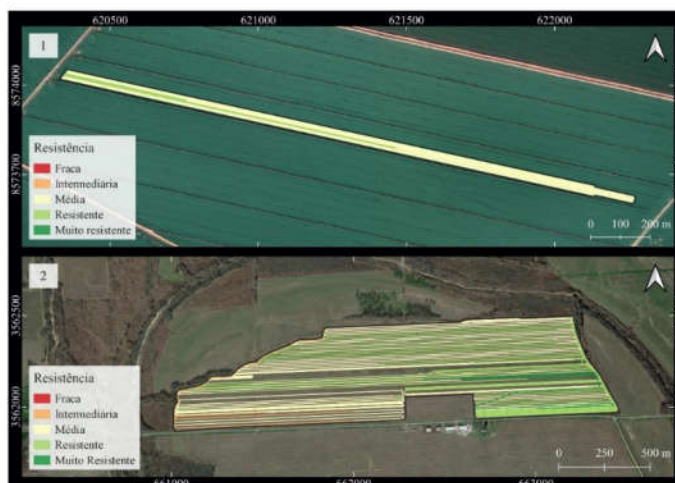 620500 621000 621500 622000
1
8574000
8573700
Resistência
Fraca
Intermediária
Média
Resistente
Muito resistente
0 100 200 m
2
3562500
3562000
Resistência
Fraca
Intermediária
Média
Resistente
Muito Resistente
0 250 500 m